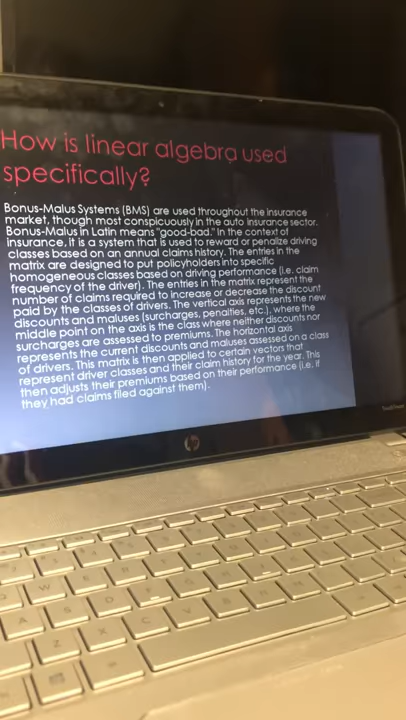 How is linear algebra used
specifically?
Bonus-Malus Systems (BMS) are used throughout the insurance
market, though most conspicuously in the auto insurance sector.
Bonus-Malus in Latin means "good-bad." In the context of
insurance, it is a system that is used to reward or penalize driving
classes based on an annual claims history. The entries in the
matrix are designed to put policyholders into specific
homogeneous classes based on driving performance (i.e. claim
frequency of the driver). The entries in the matrix represent the
number of claims required to increase or decrease the discount
paid by the classes of drivers. The vertical axis represents the new
discounts and maluses (surcharges, penalties, etc.), where the
middle point on the axis is the class where neither discounts nor
surcharges are assessed to premiums. The horizontal axis
represents the current discounts and maluses assessed on a class
of drivers. This matrix is then applied to certain vectors that
represent driver classes and their claim history for the year. This
then adjusts their premiums based on their performance (i.e. if
they had claims filed against them).
hp